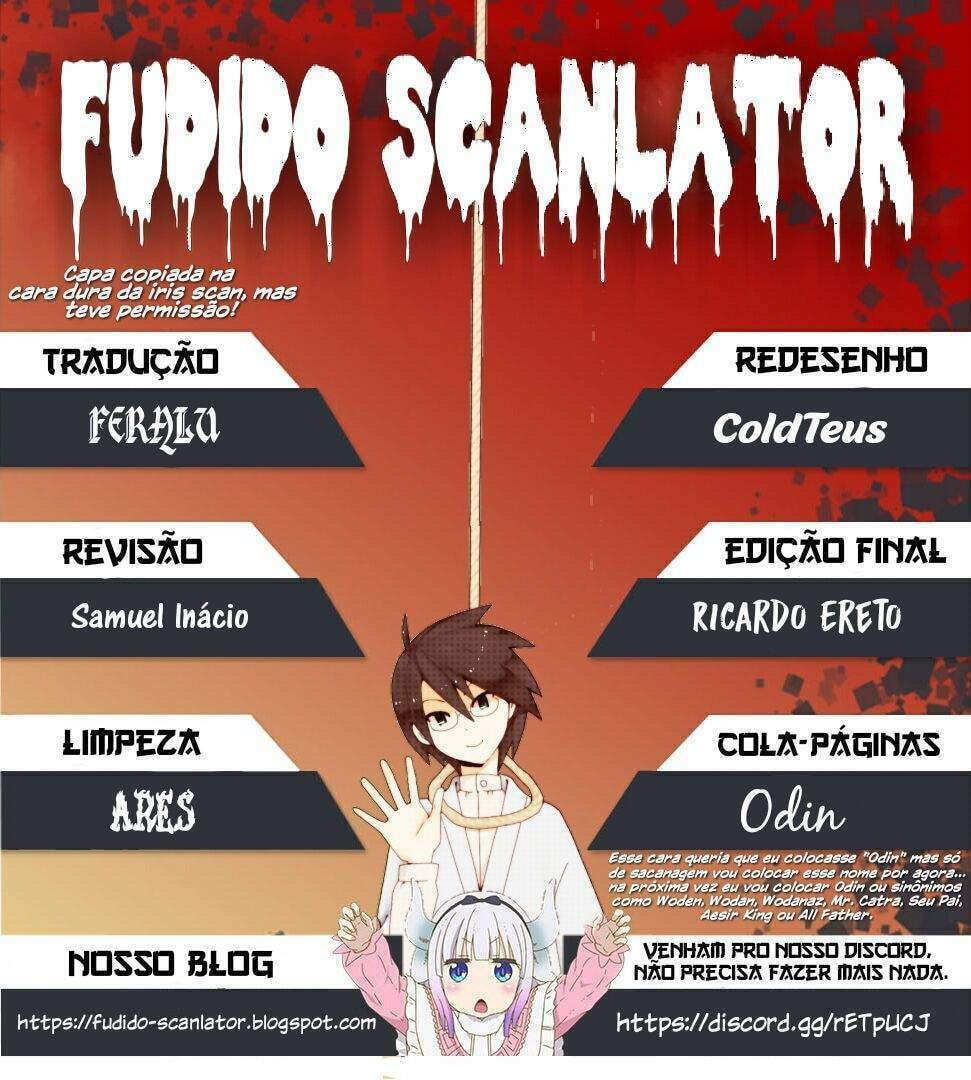 FUDIDO SCANLATOR
Capa copiada na
cara dura da iris scan, mas
teve permissão!
TRADUÇÃO
FERALU
REDESENHO
ColdTeus
REVISÃO
Samuel Inácio
EDIÇÃO FINAL
RICARDO ERETO
LIMPEZA
ARES
COLA-PÁGINAS
Odin
Esse cara queria que eu colocasse "Odin" mas só
de sacanagem vou colocar esse nome por agora...
na próxima vez eu vou colocar Odin ou sinônimos
como Woden, Wodan, Wodanaz, Mr. Catra, Seu Pai,
Aesir King ou All Father.
NOSSO BLOG
https://fudido-scanlator.blogspot.com
VENHAM PRO NOSSO DISCORD,
NÃO PRECISA FAZER MAIS NADA.
https://discord.gg/rETpUCJ